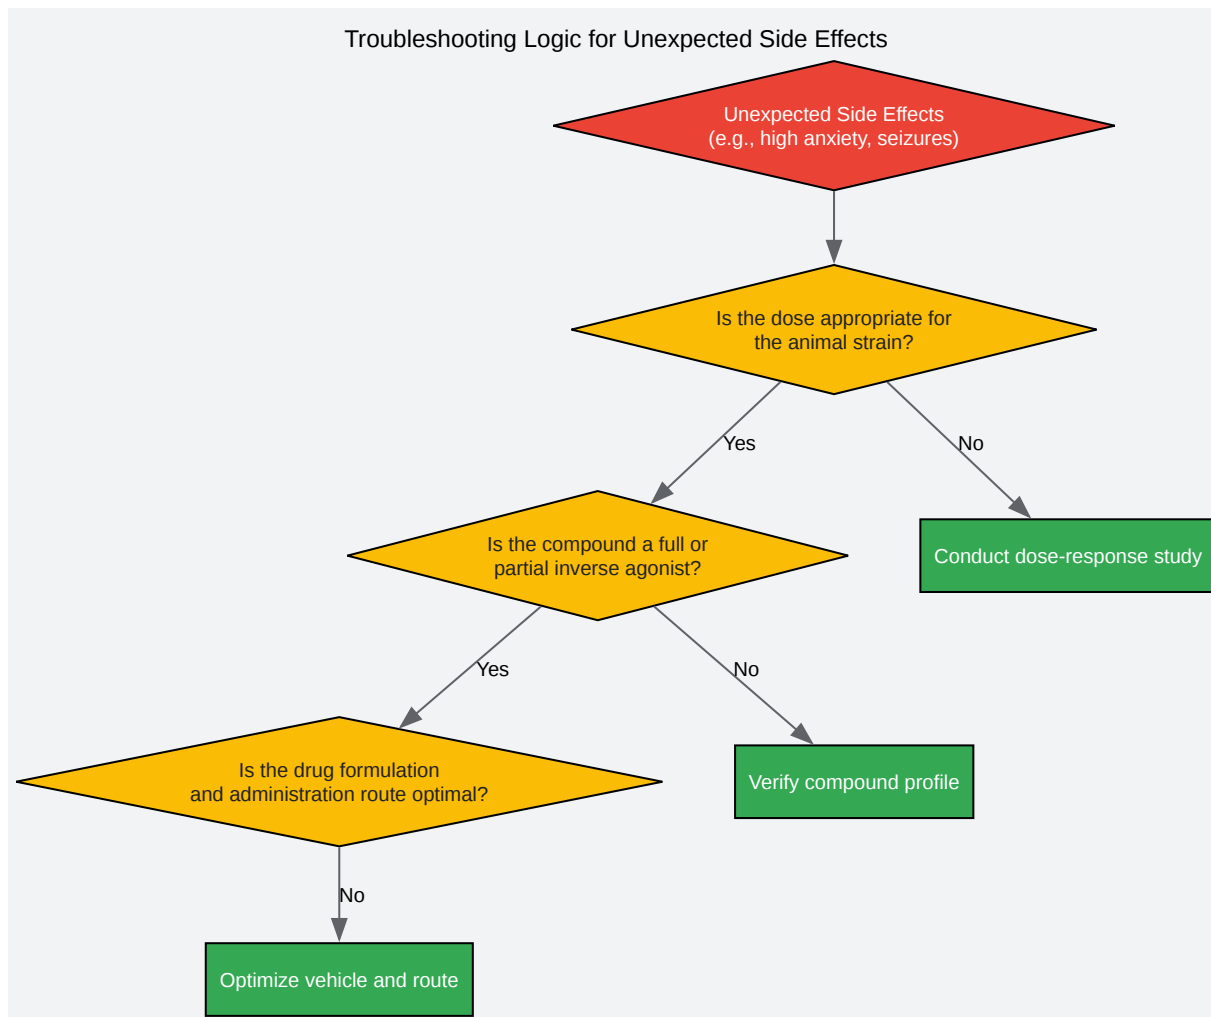 Troubleshooting Logic for Unexpected Side Effects
Unexpected Side Effects
(e.g., high anxiety, seizures)
Is the dose appropriate for
the animal strain?
Yes
No
Is the compound a full or
partial inverse agonist?
Conduct dose-response study
Yes
No
Is the drug formulation
and administration route optimal?
Verify compound profile
No
Optimize vehicle and route